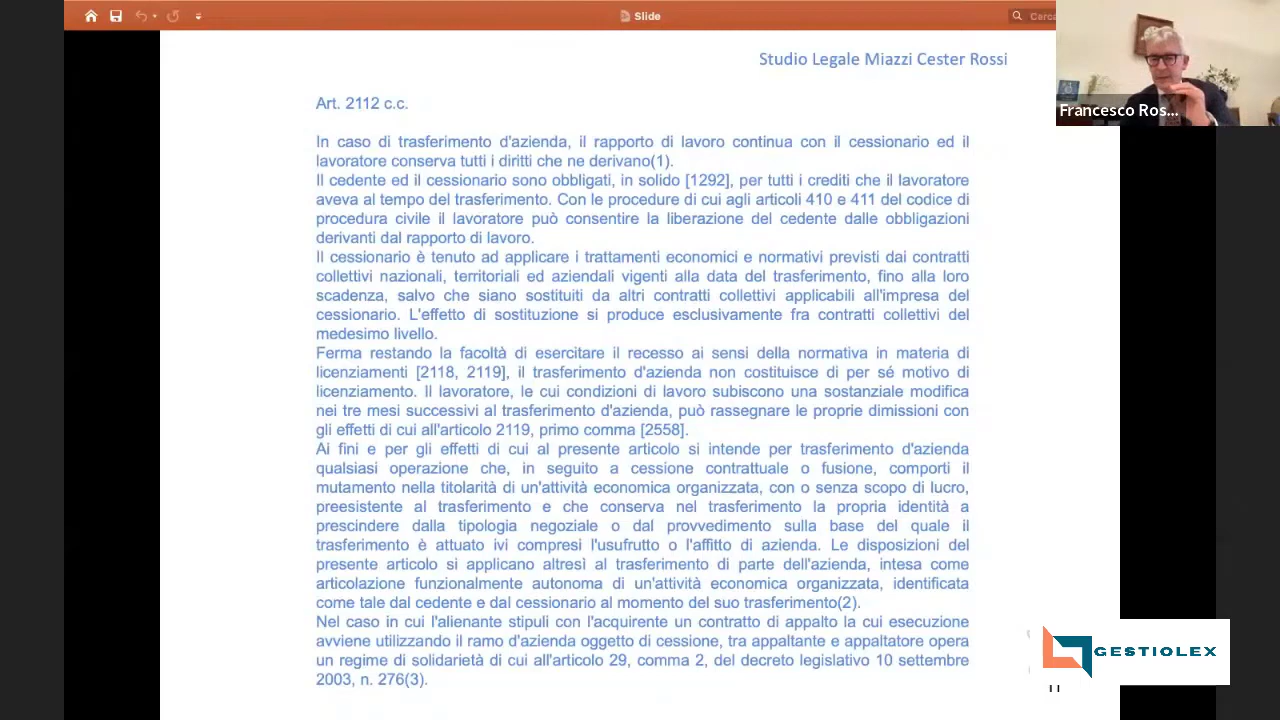 Slide
Cerca
Studio Legale Miazzi Cester Rossi
Francesco Ros...
Art. 2112 c.c.
In caso di trasferimento d'azienda, il rapporto di lavoro continua con il cessionario ed il
lavoratore conserva tutti i diritti che ne derivano(1).
Il cedente ed il cessionario sono obbligati, in solido [1292], per tutti i crediti che il lavoratore
aveva al tempo del trasferimento. Con le procedure di cui agli articoli 410 e 411 del codice di
procedura civile il lavoratore può consentire la liberazione del cedente dalle obbligazioni
derivanti dal rapporto di lavoro.
Il cessionario è tenuto ad applicare i trattamenti economici e normativi previsti dai contratti
collettivi nazionali, territoriali ed aziendali vigenti alla data del trasferimento, fino alla loro
scadenza, salvo che siano sostituiti da altri contratti collettivi applicabili all'impresa del
cessionario. L'effetto di sostituzione si produce esclusivamente fra contratti collettivi del
medesimo livello.
Ferma restando la facoltà di esercitare il recesso ai sensi della normativa in materia di
licenziamenti [2118, 2119], il trasferimento d'azienda non costituisce di per sé motivo di
licenziamento. Il lavoratore, le cui condizioni di lavoro subiscono una sostanziale modifica
nei tre mesi successivi al trasferimento d'azienda, può rassegnare le proprie dimissioni con
gli effetti di cui all'articolo 2119, primo comma [2558].
Ai fini e per gli effetti di cui al presente articolo si intende per trasferimento d'azienda
qualsiasi operazione che, in seguito a cessione contrattuale o fusione, comporti il
mutamento nella titolarità di un'attività economica organizzata, con o senza scopo di lucro,
preesistente al trasferimento e che conserva nel trasferimento la propria identità a
prescindere dalla tipologia negoziale o dal provvedimento sulla base del quale il
trasferimento è attuato ivi compresi l'usufrutto o l'affitto di azienda. Le disposizioni del
presente articolo si applicano altresì al trasferimento di parte dell'azienda, intesa come
articolazione funzionalmente autonoma di un'attività economica organizzata, identificata
come tale dal cedente e dal cessionario al momento del suo trasferimento(2).
Nel caso in cui l'alienante stipuli con l'acquirente un contratto di appalto la cui esecuzione
avviene utilizzando il ramo d'azienda oggetto di cessione, tra appaltante e appaltatore opera
un regime di solidarietà di cui all'articolo 29, comma 2, del decreto legislativo 10 settembre
2003, n. 276(3).
GESTIOLEX